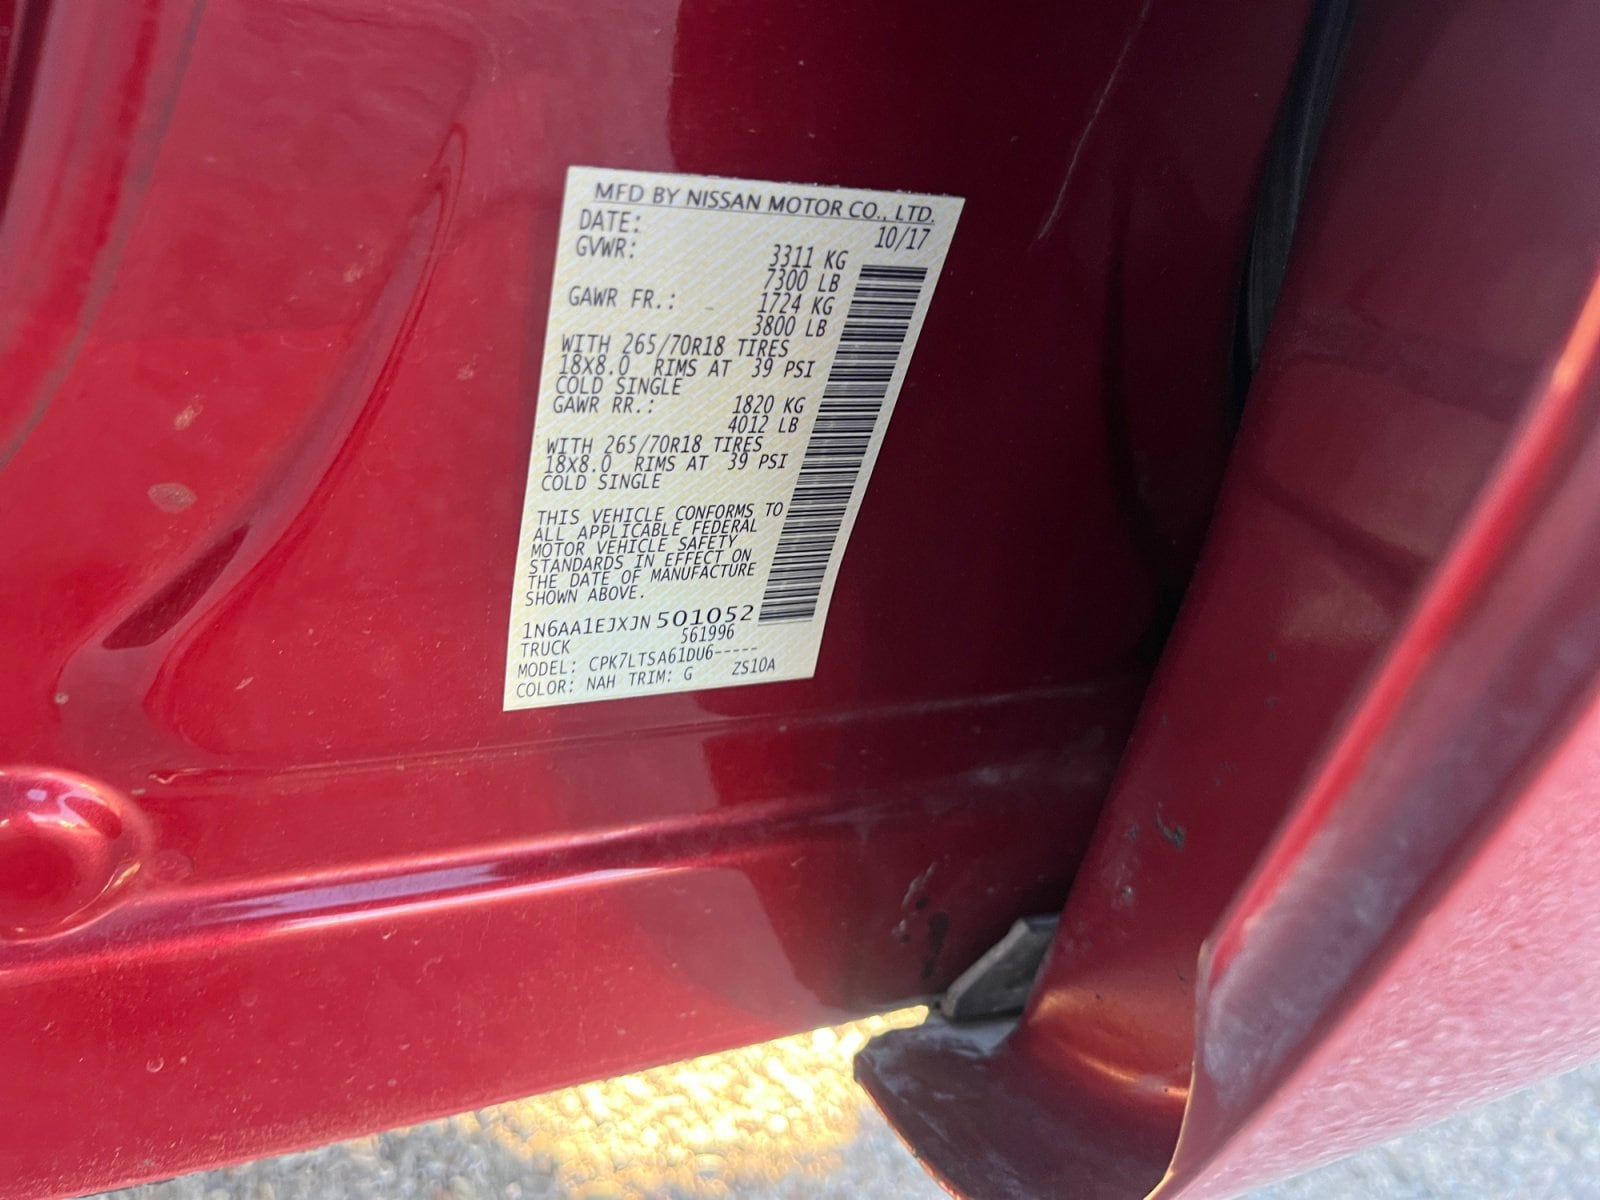 MFD BY NISSAN MOTOR CO., LTD.
DATE: 10/17
GVWR: 3311 KG
7300 LB
GAWR FR.: 1724 KG
3800 LB
WITH 265/70R18 TIRES
18X8.0 RIMS AT 39 PSI
COLD SINGLE
GAWR RR.: 1820 KG
4012 LB
WITH 265/70R18 TIRES
18X8.0 RIMS AT 39 PSI
COLD SINGLE
THIS VEHICLE CONFORMS TO
ALL APPLICABLE FEDERAL
MOTOR VEHICLE SAFETY
STANDARDS IN EFFECT ON
THE DATE OF MANUFACTURE
SHOWN ABOVE.
1N6AA1EJXJN501052
TRUCK 561996
MODEL: CPK7LTSA61DU6-----
COLOR: NAH TRIM: G ZS10A